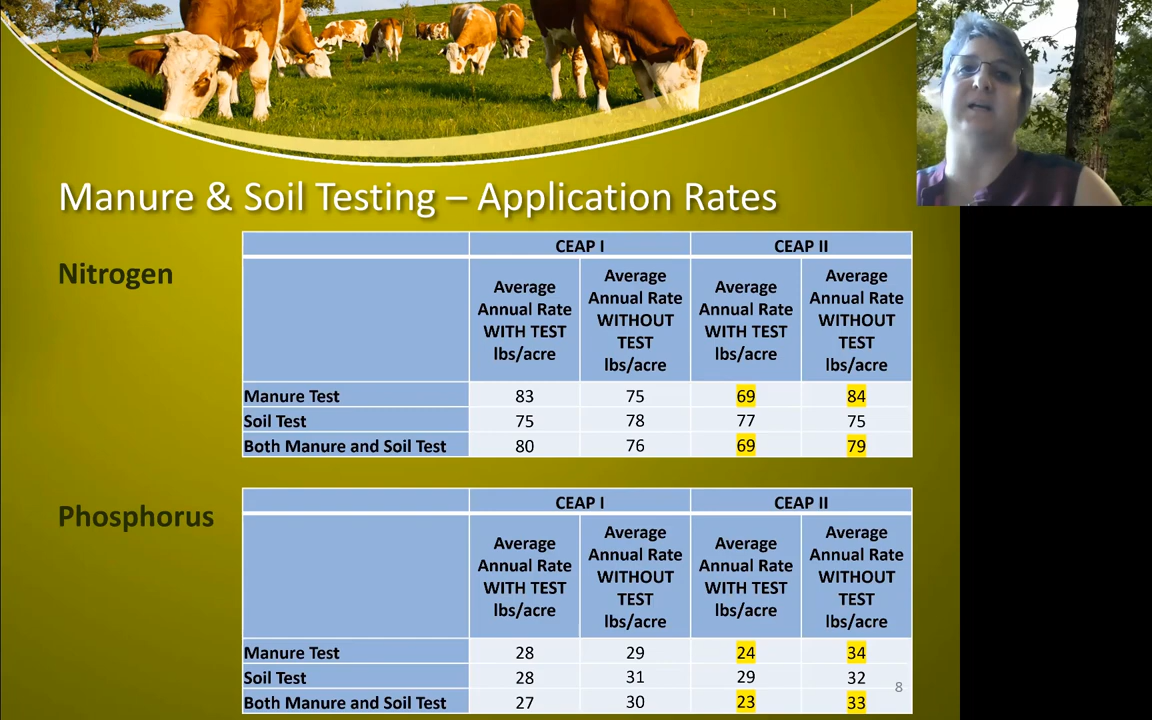 Manure & Soil Testing – Application Rates
Nitrogen
CEAP I
CEAP II
Average Annual Rate WITH TEST lbs/acre
Average Annual Rate WITHOUT TEST lbs/acre
Average Annual Rate WITH TEST lbs/acre
Average Annual Rate WITHOUT TEST lbs/acre
Manure Test 83 75 69 84
Soil Test 75 78 77 75
Both Manure and Soil Test 80 76 69 79
Phosphorus
CEAP I
CEAP II
Average Annual Rate WITH TEST lbs/acre
Average Annual Rate WITHOUT TEST lbs/acre
Average Annual Rate WITH TEST lbs/acre
Average Annual Rate WITHOUT TEST lbs/acre
Manure Test 28 29 24 34
Soil Test 28 31 29 32
Both Manure and Soil Test 27 30 23 33
8